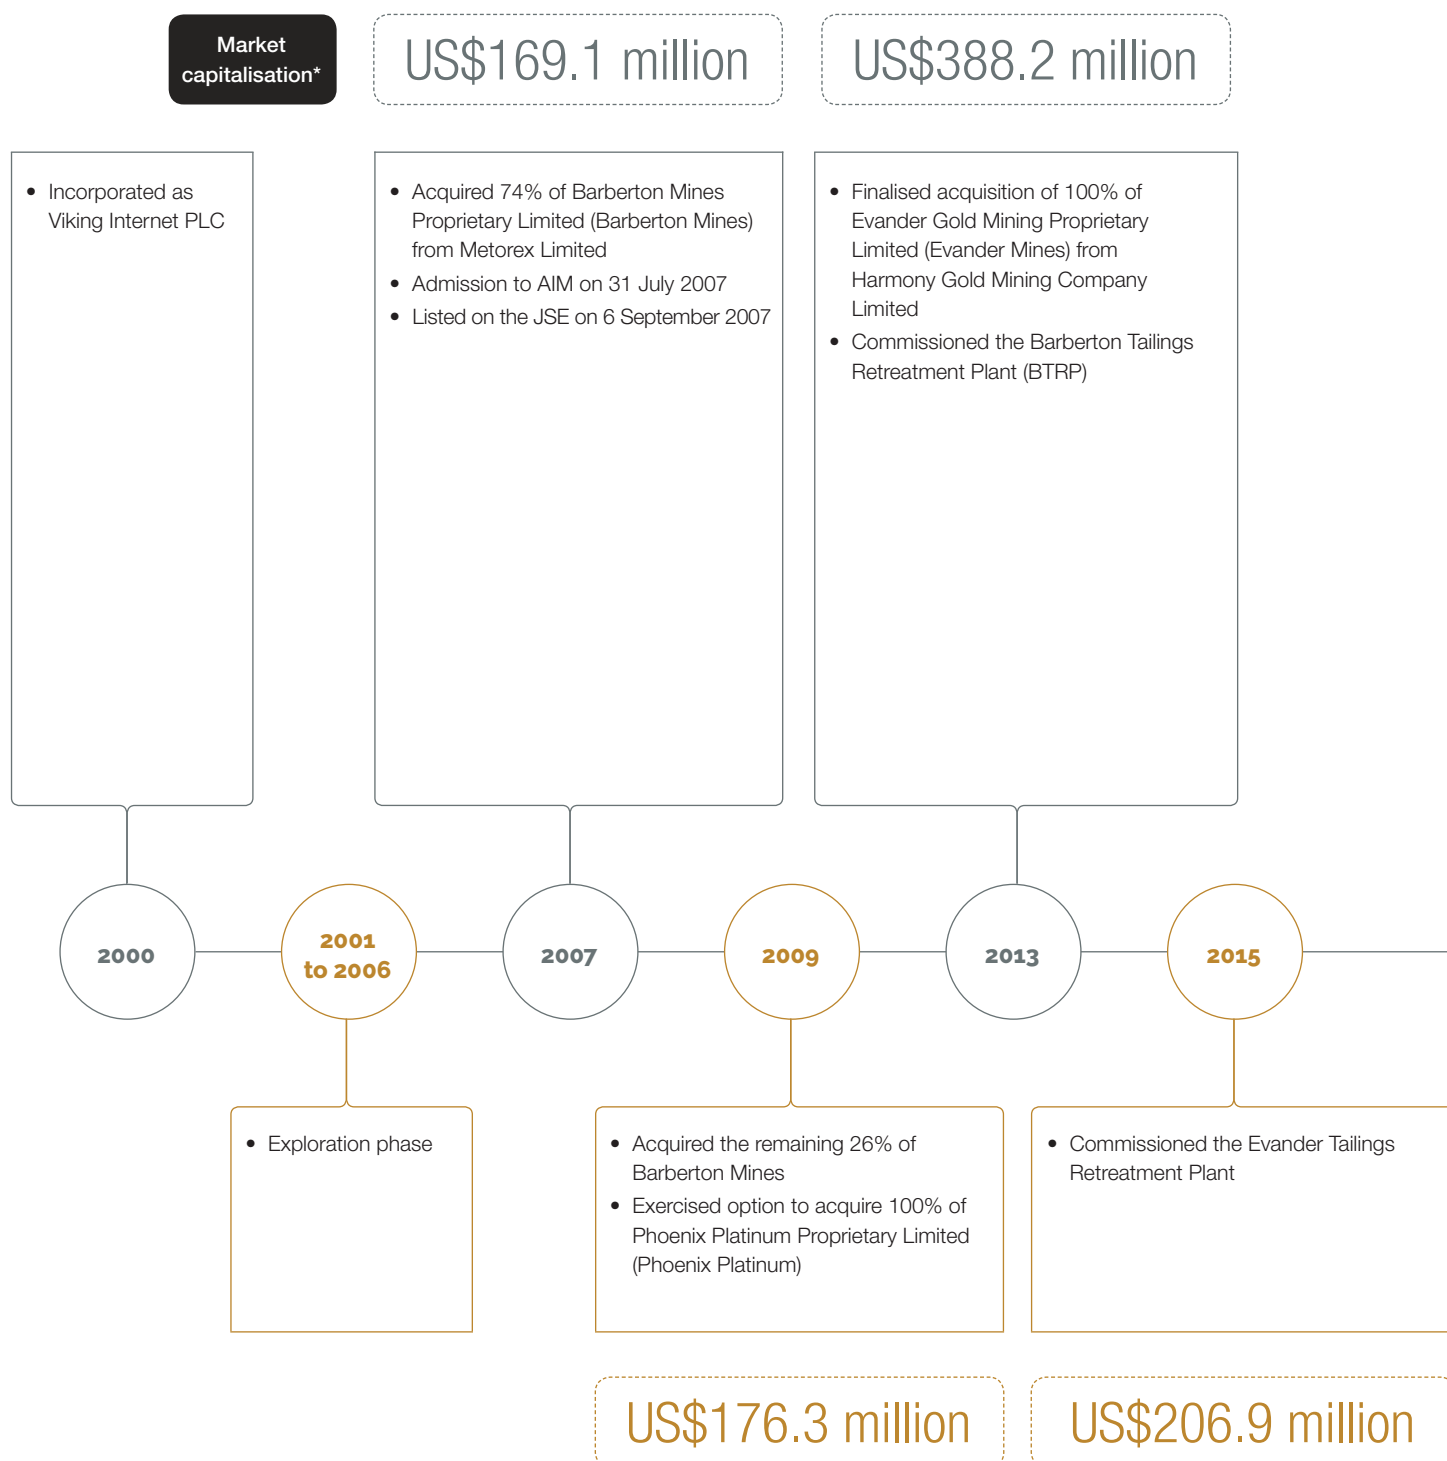 Market
capitalisation*
US$169.1 million
US$388.2 million
• Incorporated as
Viking Internet PLC
• Acquired 74% of Barberton Mines
Proprietary Limited (Barberton Mines)
from Metorex Limited
• Admission to AIM on 31 July 2007
• Listed on the JSE on 6 September 2007
• Finalised acquisition of 100% of
Evander Gold Mining Proprietary
Limited (Evander Mines) from
Harmony Gold Mining Company
Limited
• Commissioned the Barberton Tailings
Retreatment Plant (BTRP)
2000
2001
to 2006
2007
2009
2013
2015
• Exploration phase
• Acquired the remaining 26% of
Barberton Mines
• Exercised option to acquire 100% of
Phoenix Platinum Proprietary Limited
(Phoenix Platinum)
• Commissioned the Evander Tailings
Retreatment Plant
US$176.3 million
US$206.9 million